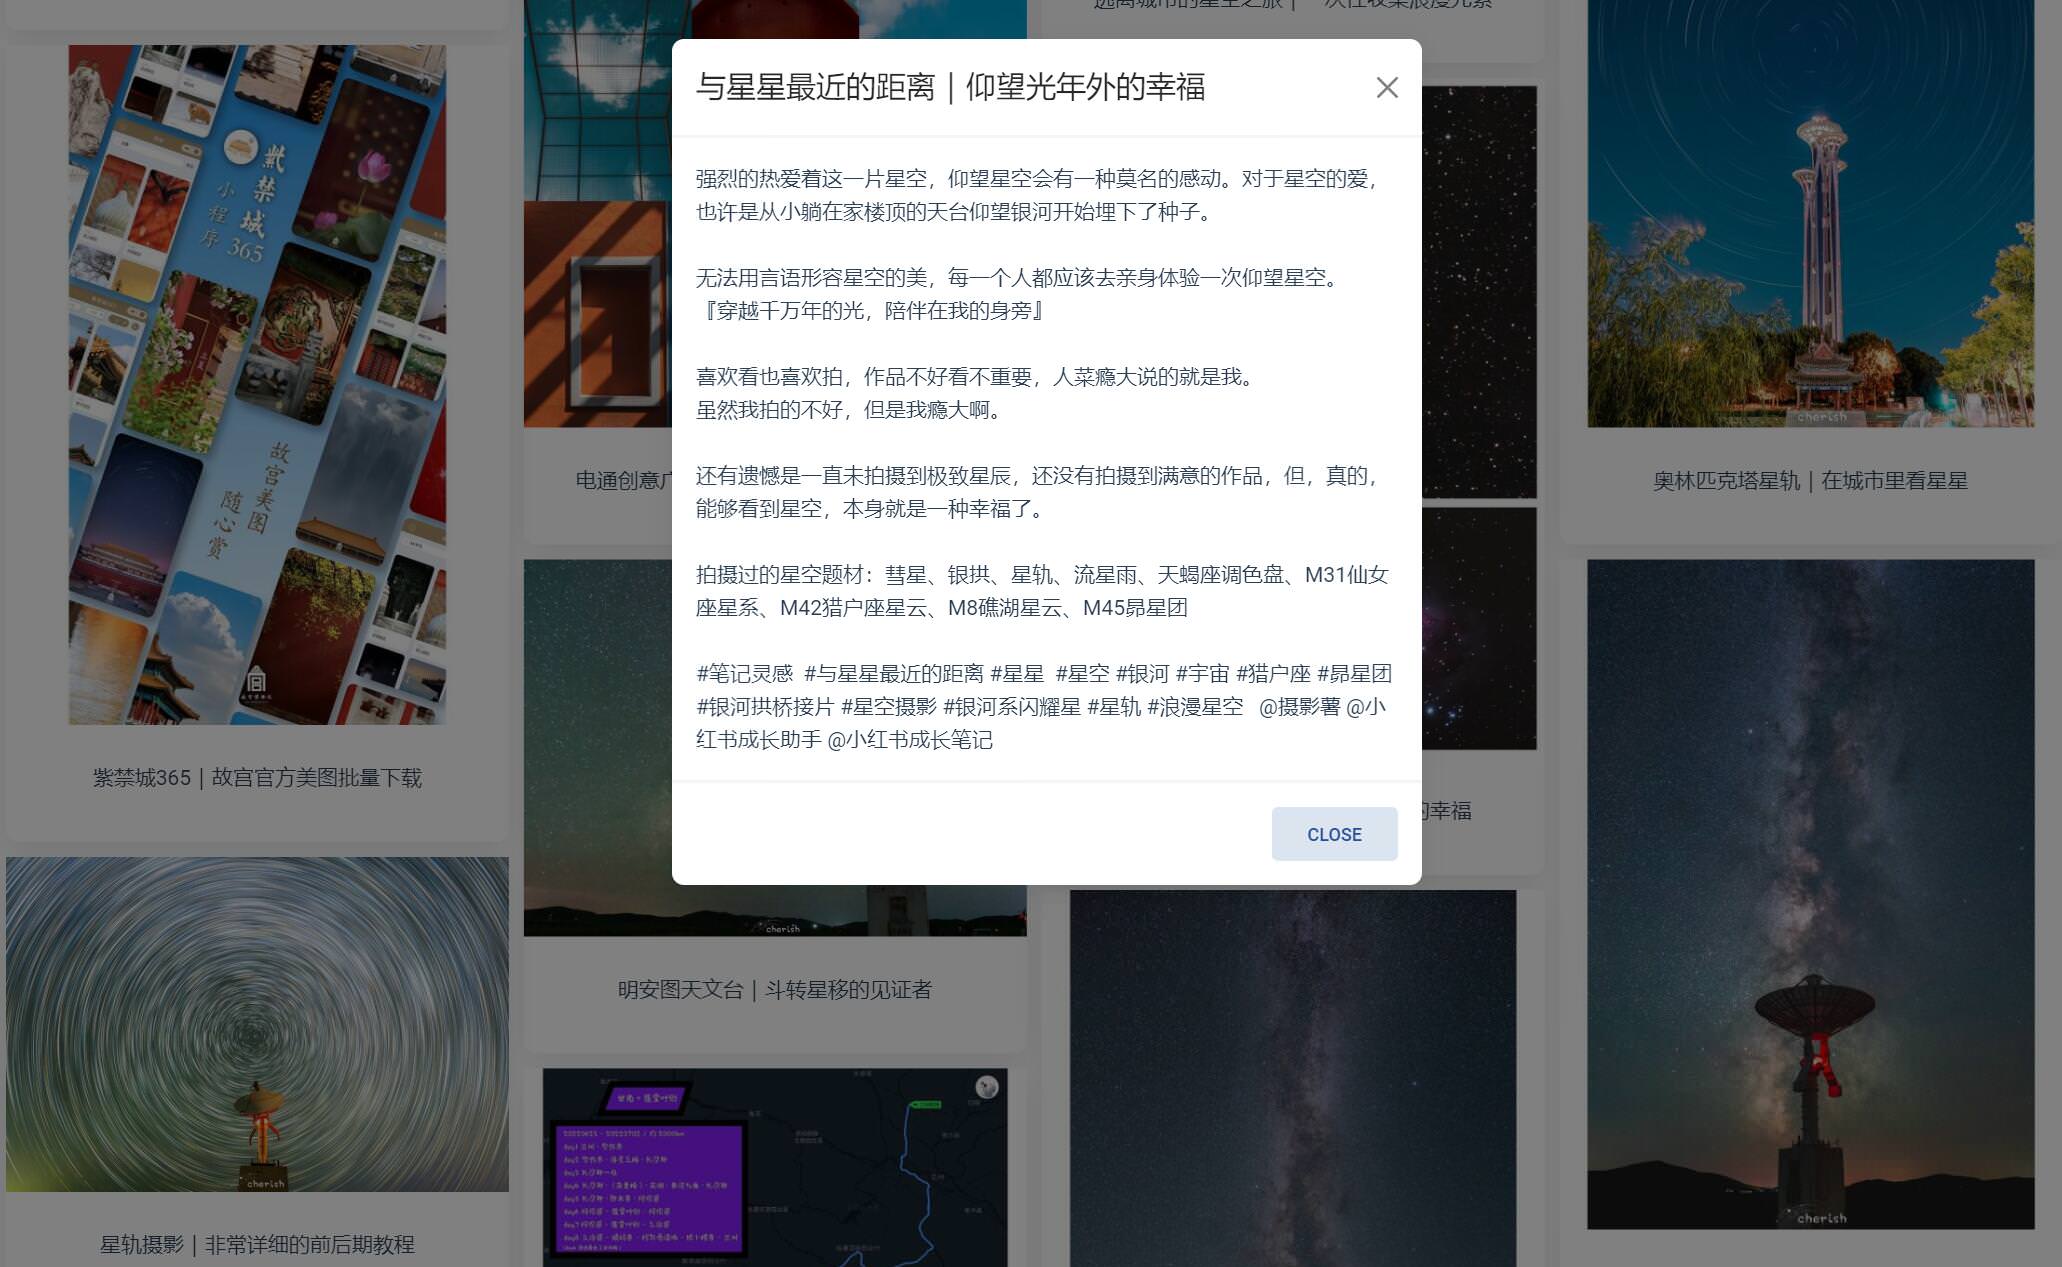 与星星最近的距离｜仰望光年外的幸福
强烈的热爱着这一片星空，仰望星空会有一种莫名的感动。对于星空的爱，
也许是从小躺在家楼顶的天台仰望银河开始埋下了种子。
无法用言语形容星空的美，每一个人都应该去亲身体验一次仰望星空。
『穿越千万年的光，陪伴在我的身旁』
喜欢看也喜欢拍，作品不好看不重要，人菜瘾大说的就是我。
虽然我拍的不好，但是我瘾大啊。
还有遗憾是一直未拍摄到极致星辰，还没有拍摄到满意的作品，但，真的，
能够看到星空，本身就是一种幸福了。
拍摄过的星空题材：彗星、银拱、星轨、流星雨、天蝎座调色盘、M31仙女
座星系、M42猎户座星云、M8礁湖星云、M45昴星团
#笔记灵感 #与星星最近的距离 #星星 #星空 #银河 #宇宙 #猎户座 #昴星团
#银河拱桥接片 #星空摄影 #银河系闪耀星 #星轨 #浪漫星空 @摄影薯 @小
红书成长助手 @小红书成长笔记
CLOSE
紫禁城
小程序
365
故宫美图
随心赏
紫禁城365｜故宫官方美图批量下载
cherish
星轨摄影｜非常详细的前后期教程
电通创意广
cherish
明安图天文台｜斗转星移的见证者
的幸福
cherish
奥林匹克塔星轨｜在城市里看星星
cherish